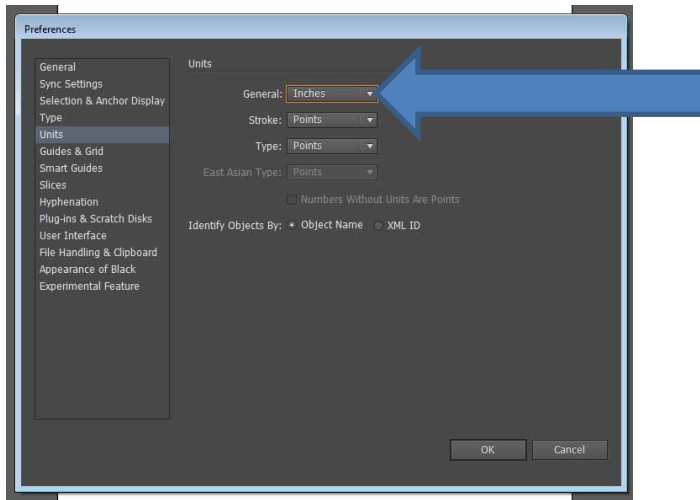 Preferences
General
Sync Settings
Selection & Anchor Display
Type
Units
Guides & Grid
Smart Guides
Slices
Hyphenation
Plug-ins & Scratch Disks
User Interface
File Handling & Clipboard
Appearance of Black
Experimental Feature
Units
General: Inches
Stroke: Points
Type: Points
East Asian Type: Points
Numbers Without Units Are Points
Identify Objects By: Object Name XML ID
OK Cancel